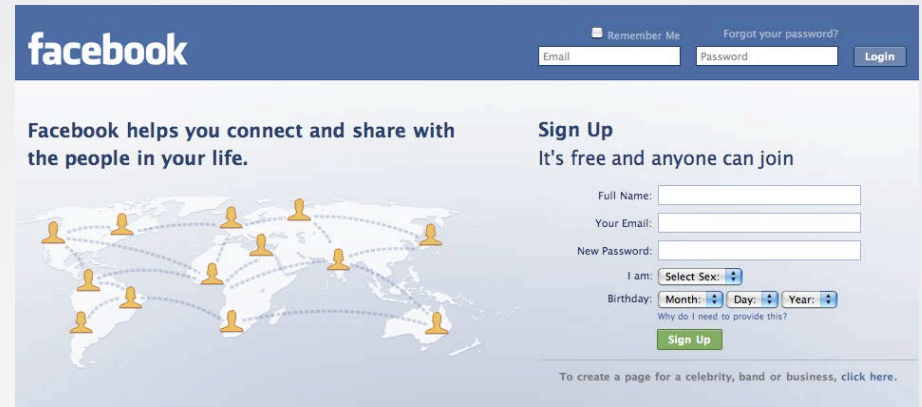 facebook
Remember Me
Forgot your password?
Email
Password
Login
Facebook helps you connect and share with
the people in your life.
Sign Up
It's free and anyone can join
Full Name:
Your Email:
New Password:
I am: Select Sex:
Birthday: Month: Day: Year:
Why do I need to provide this?
Sign Up
To create a page for a celebrity, band or business, click here.